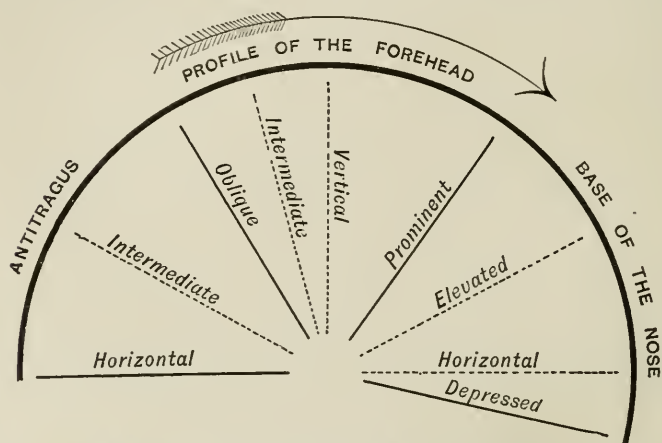 PROFILE OF THE FOREHEAD
ANTITRAGUS
BASE OF THE NOSE
Horizontal
Intermediate
Oblique
Intermediate
Vertical
Prominent
Elevated
Horizontal
Depressed